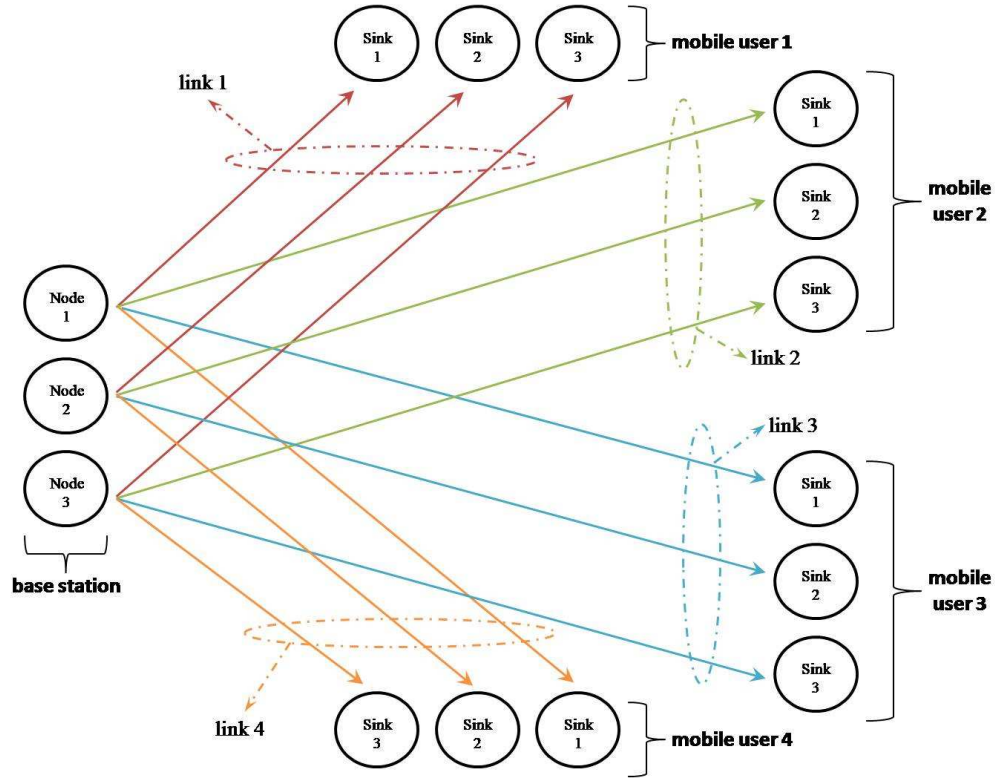 Sink
1
Sink
2
Sink
3
mobile user 1
link 1
Sink
1
Sink
2
Sink
3
mobile
user 2
link 2
Node
1
Node
2
Node
3
base station
link 3
Sink
1
Sink
2
Sink
3
mobile
user 3
link 4
Sink
3
Sink
2
Sink
1
mobile user 4